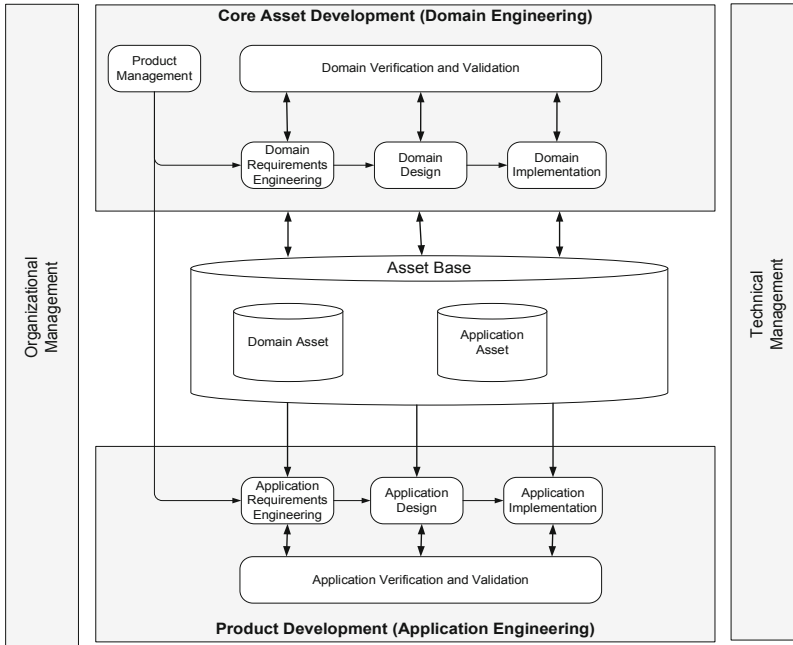 Core Asset Development (Domain Engineering)
Product
Management
Domain Verification and Validation
Domain
Requirements
Engineering
Domain
Design
Domain
Implementation
Organizational
Management
Technical
Management
Asset Base
Domain Asset
Application
Asset
Application
Requirements
Engineering
Application
Design
Application
Implementation
Application Verification and Validation
Product Development (Application Engineering)